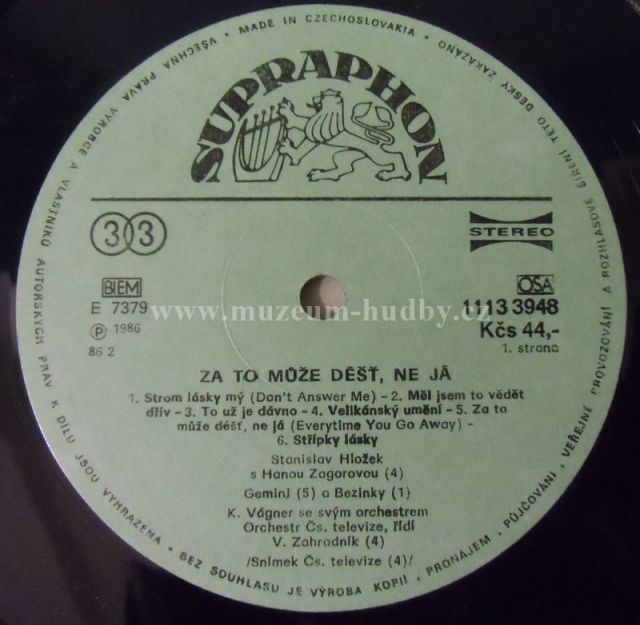 VŠECHNA PRÁVA VÝROBCE A VLASTNÍKŮ AUTORSKÝCH PRÁV K DÍLU JSOU VYHRAZENA • BEZ SOUHLASU JE VÝROBA KOPIÍ, PRONÁJEM, PŮJČOVÁNÍ, VEŘEJNÉ PROVOZOVÁNÍ A ROZHLASOVÉ ŠÍŘENÍ TÉTO DESKY ZAKÁZÁNO • MADE IN CZECHOSLOVAKIA •
SUPRAPHON
33
STEREO
BIEM
OSA
E 7379
1113 3948
www.muzeum-hudby.cz
Ⓟ 1986
Kčs 44,-
86 2
1. strana
ZA TO MŮŽE DÉŠŤ, NE JÁ
1. Strom lásky mý (Don't Answer Me) – 2. Měl jsem to vědět
dřív – 3. To už je dávno – 4. Velikánský umění – 5. Za to
může déšť, ne já (Everytime You Go Away) –
6. Střípky lásky
Stanislav Hložek
s Hanou Zagorovou (4)
Gemini (5) a Bezinky (1)
K. Vágner se svým orchestrem
Orchestr Čs. televize, řídí
V. Zahradník (4)
/Snímek Čs. televize (4)/